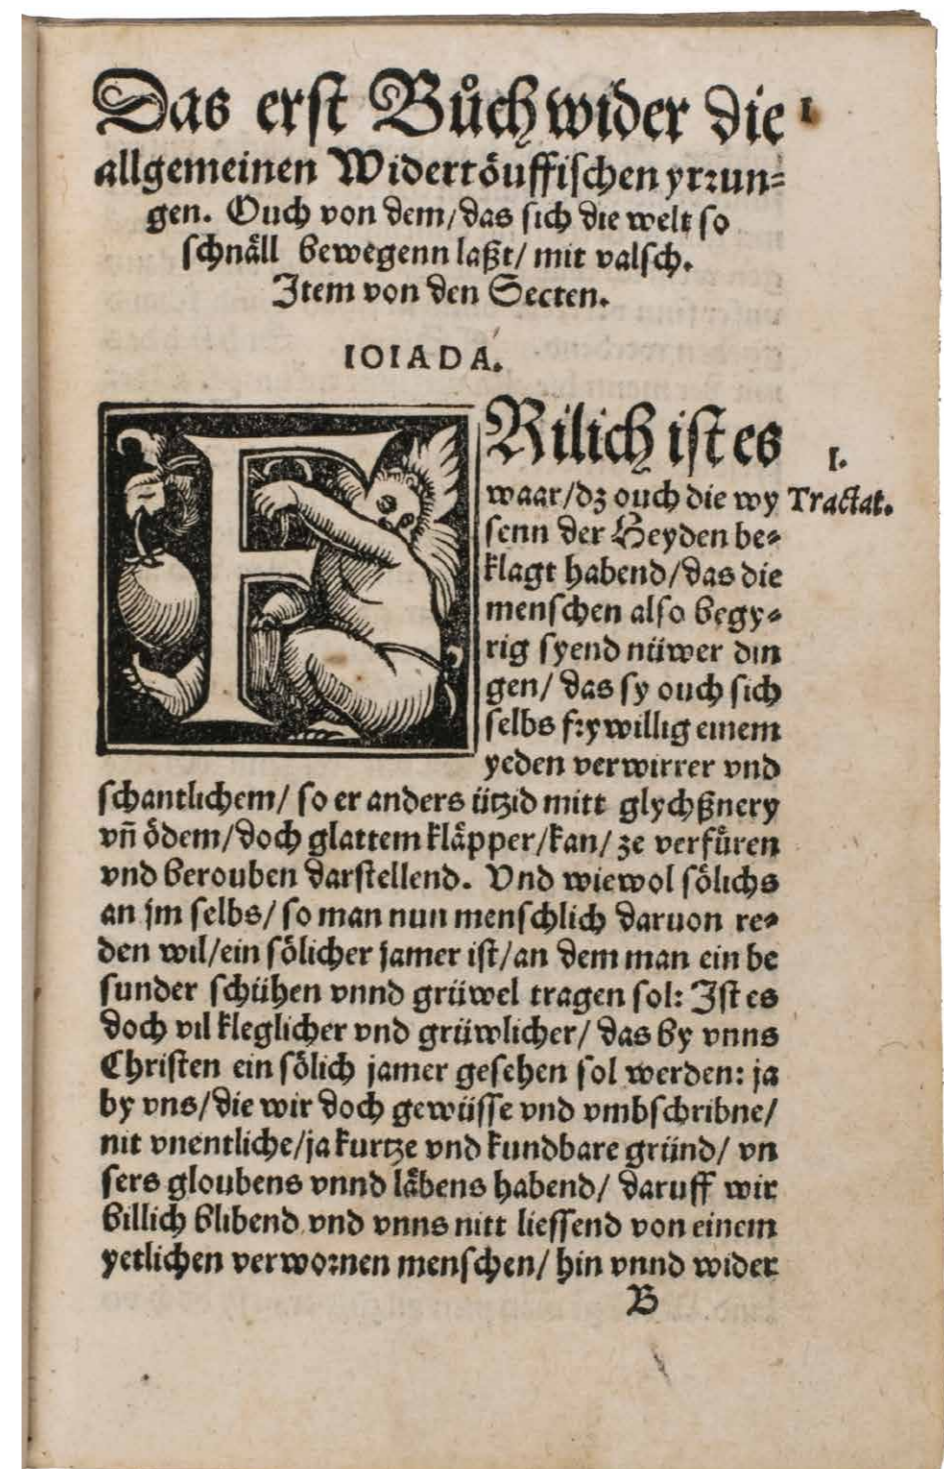 Das erst Bůch wider die I
allgemeinen Widertöuffischen yrrun⸗
gen. Ouch von dem/das sich die welt so
schnäll bewegenn laßt/ mit valsch.
Item von den Secten.
IOIADA.
FRilich ist es
I.
waar/dz ouch die wy
Tractat.
senn der Heyden be⸗
klagt habend/das die
menschen also begy⸗
rig syend nüwer din
gen/ das sy ouch sich
selbs frywillig einem
yeden verwirrer vnd
schantlichem/ so er anders ützid mitt glychßnery
vñ ödem/doch glattem kläpper/kan/ ze verfůren
vnd berouben darstellend. Vnd wiewol sölichs
an jm selbs/ so man nun menschlich daruon re⸗
den wil/ein sölicher jamer ist/an dem man ein be
sunder schühen vnnd grüwel tragen sol: Ist es
doch vil kleglicher vnd grüwlicher/ das by vnns
Christen ein sölich jamer gesehen sol werden: ja
by vns/die wir doch gewüsse vnd vmbschribne/
nit vnentliche/ja kurtze vnd kundbare gründ/ vn
sers gloubens vnnd läbens habend/ daruff wir
billich blibend vnd vnns nitt liessend von einem
yetlichen verwornen menschen/ hin vnnd wider
B